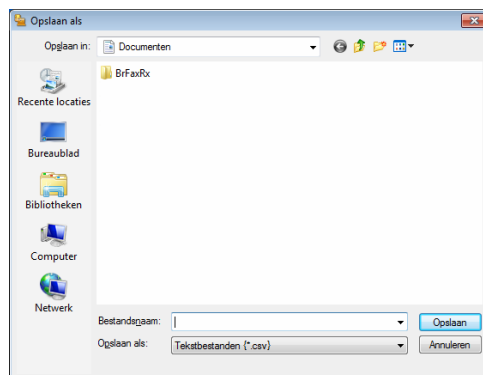 Opslaan als
Opslaan in:
Documenten
BrFaxRx
Recente locaties
Bureaublad
Bibliotheken
Computer
Netwerk
Bestandsnaam:
Opslaan
Opslaan als:
Tekstbestanden {*.csv}
Annuleren